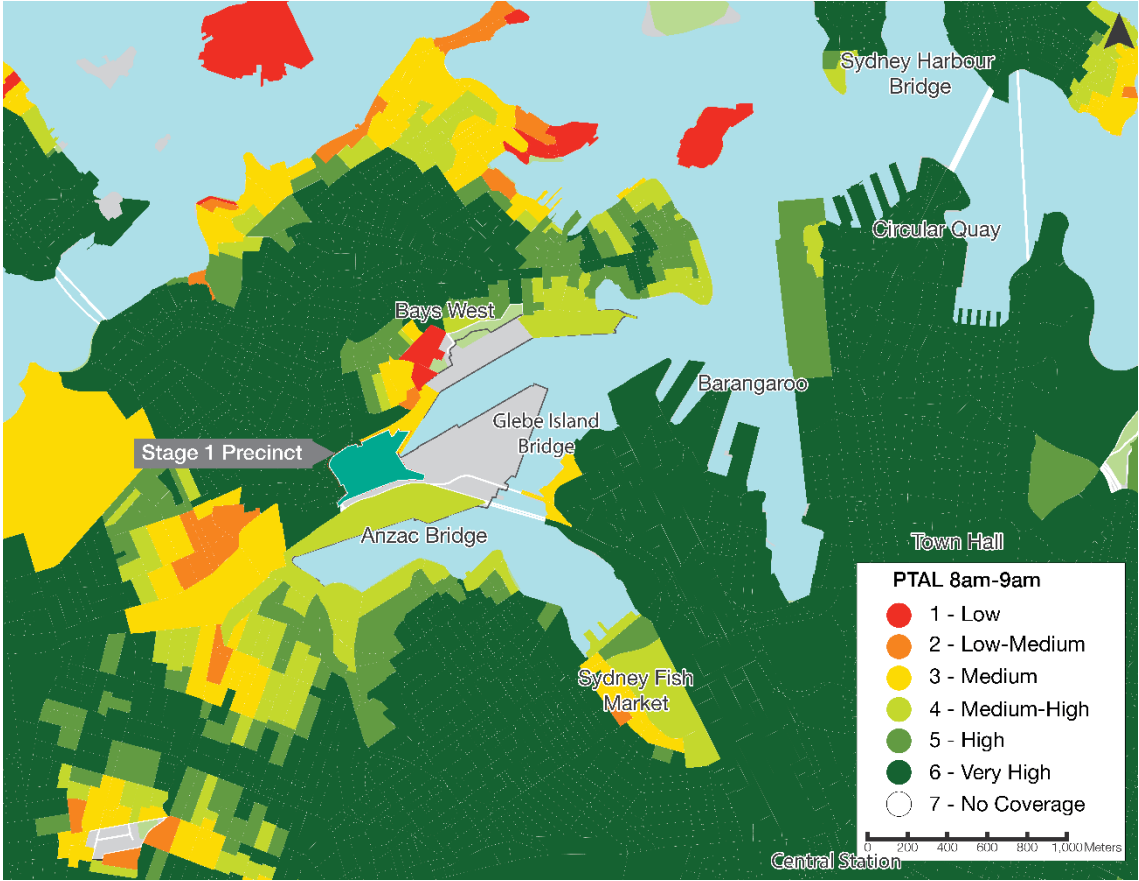 Sydney Harbour
Bridge
Circular Quay
Bays West
Barangaroo
Glebe Island
Bridge
Stage 1 Precinct
Anzac Bridge
Town Hall
Sydney Fish
Market
PTAL 8am-9am
1 - Low
2 - Low-Medium
3 - Medium
4 - Medium-High
5 - High
6 - Very High
7 - No Coverage
0 200 400 600 800 1,000 Meters
Central Station